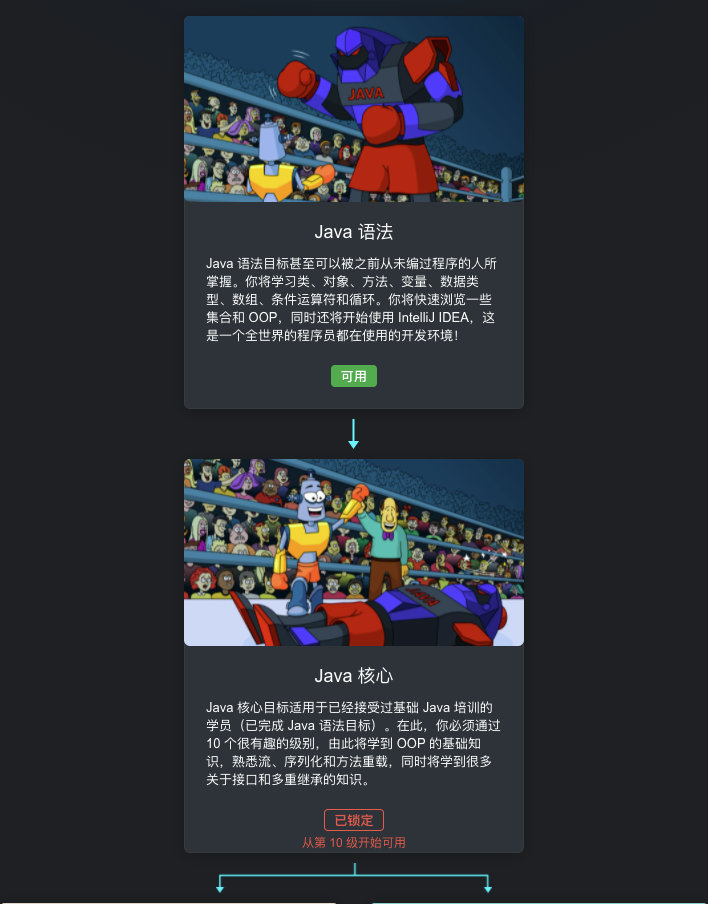 JAVA
Java 语法
Java 语法目标甚至可以被之前从未编过程序的人所
掌握。你将学习类、对象、方法、变量、数据类
型、数组、条件运算符和循环。你将快速浏览一些
集合和 OOP，同时还将开始使用 IntelliJ IDEA，这
是一个全世界的程序员都在使用的开发环境！
可用
JAVA
Java 核心
Java 核心目标适用于已经接受过基础 Java 培训的
学员（已完成 Java 语法目标）。在此，你必须通过
10 个很有趣的级别，由此将学到 OOP 的基础知
识，熟悉流、序列化和方法重载，同时将学到很多
关于接口和多重继承的知识。
已锁定
从第 10 级开始可用